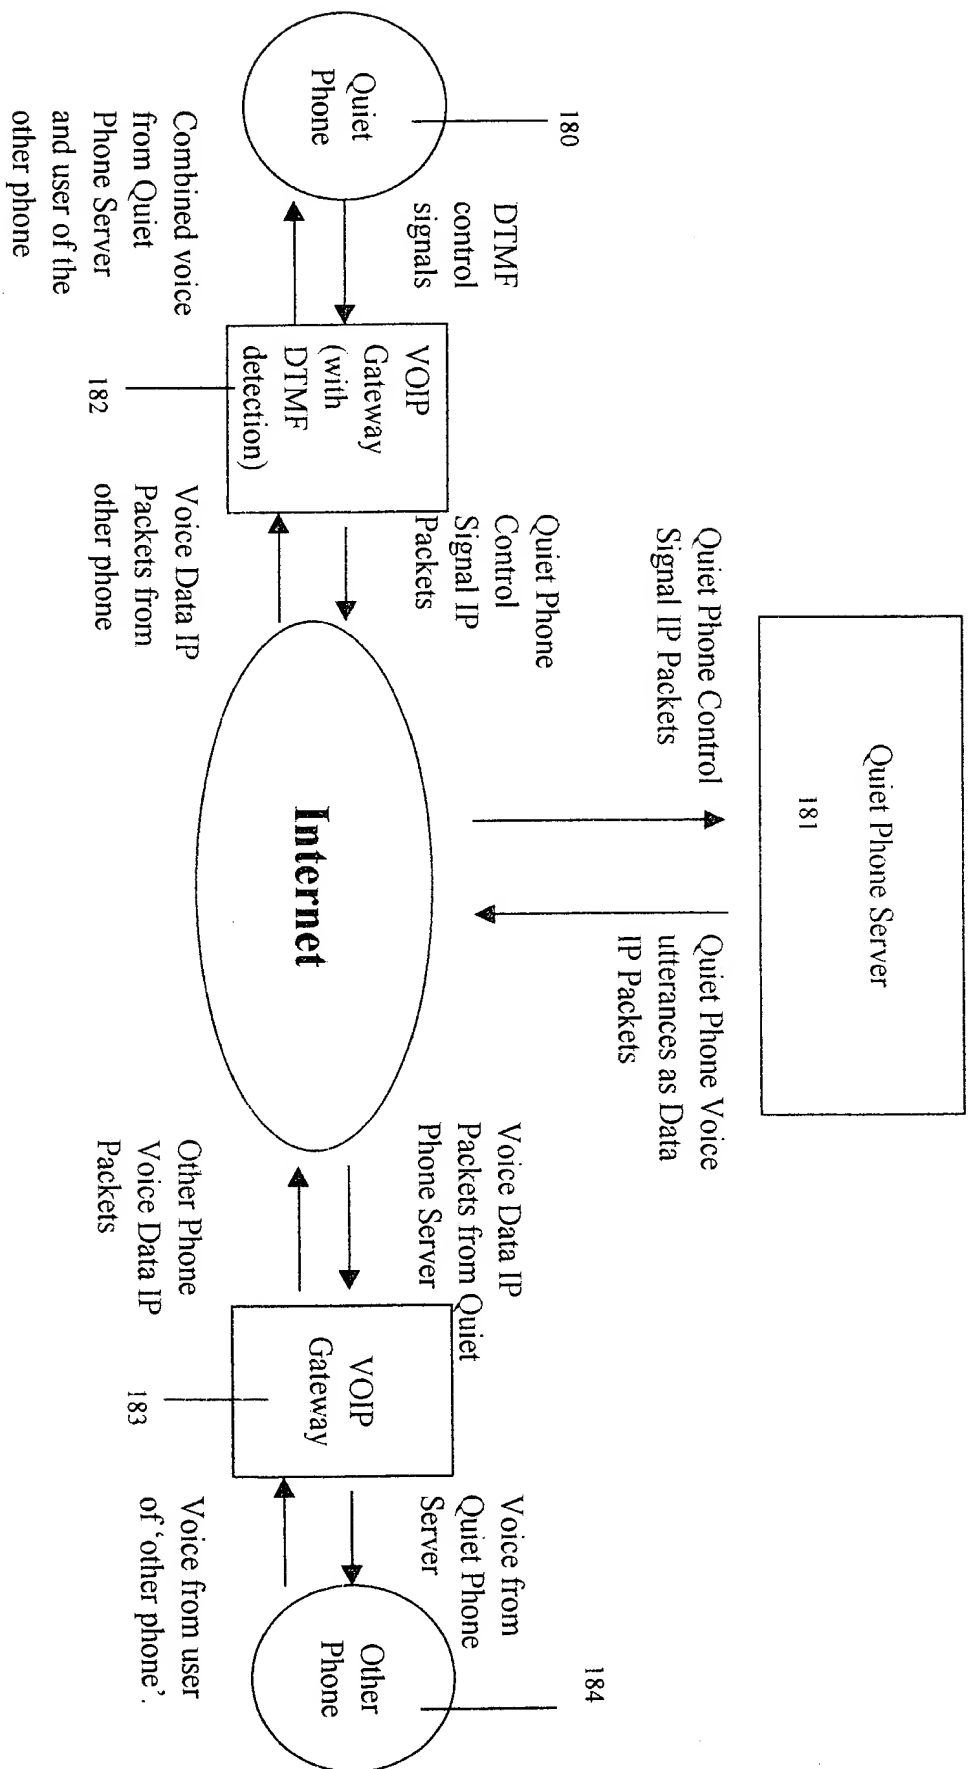 Quiet Phone Server
181
Quiet Phone Control
Signal IP Packets
Quiet Phone Voice
utterances as Data
IP Packets
180
Quiet
Phone
DTMF
control
signals
Combined voice
from Quiet
Phone Server
and user of the
other phone
VOIP
Gateway
(with
DTMF
detection)
182
Quiet Phone
Control
Signal IP
Packets
Voice Data IP
Packets from
other phone
Internet
Voice Data IP
Packets from Quiet
Phone Server
Other Phone
Voice Data IP
Packets
VOIP
Gateway
183
Voice from
Quiet Phone
Server
Voice from user
of ‘other phone’.
184
Other
Phone